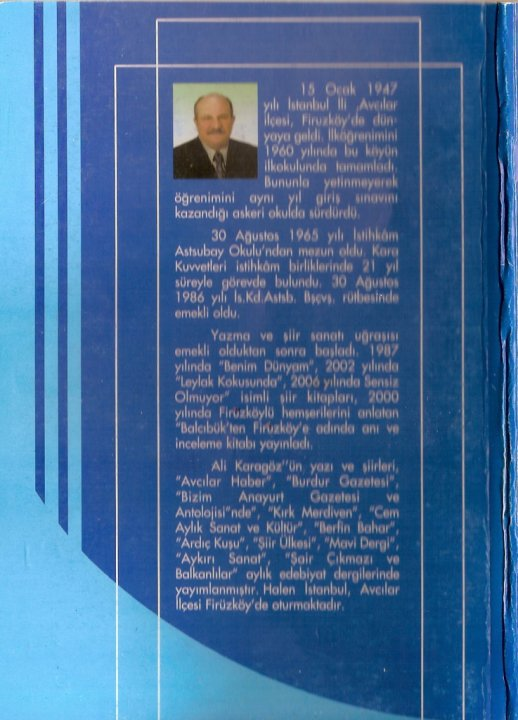 15 Ocak 1947
yılı İstanbul İli ,Avcılar
İlçesi, Firuzköy'de dün-
yaya geldi. İlköğrenimini
1960 yılında bu köyün
ilkokulunda tamamladı.
Bununla yetinmeyerek
öğrenimini aynı yıl giriş sınavını
kazandığı askeri okulda sürdürdü.
30 Ağustos 1965 yılı İstihkâm
Astsubay Okulu'ndan mezun oldu. Kara
Kuvvetleri istihkâm birliklerinde 21 yıl
süreyle görevde bulundu. 30 Ağustos
1986 yılı Is.Kd.Astsb. Bşçvş. rütbesinde
emekli oldu.
Yazma ve şiir sanatı uğraşısı
emekli olduktan sonra başladı. 1987
yılında "Benim Dünyam", 2002 yılında
"Leylak Kokusunda", 2006 yılında Sensiz
Olmuyor" isimli şiir kitapları, 2000
yılında Firüzköylü hemşerilerini anlatan
"Balcıbük'ten Firüzköy'e adında anı ve
inceleme kitabı yayınladı.
Ali Karagöz''ün yazı ve şiirleri,
"Avcılar Haber", "Burdur Gazetesi",
"Bizim Anayurt Gazetesi ve
Antolojisi"nde", "Kırk Merdiven", "Cem
Aylık Sanat ve Kültür", "Berfin Bahar",
"Ardıç Kuşu", "Şiir Ülkesi", "Mavi Dergi",
"Aykırı Sanat", "Şair Çıkmazı ve
Balkanlılar" aylık edebiyat dergilerinde
yayımlanmıştır. Halen İstanbul, Avcılar
İlçesi Firüzköy'de oturmaktadır.